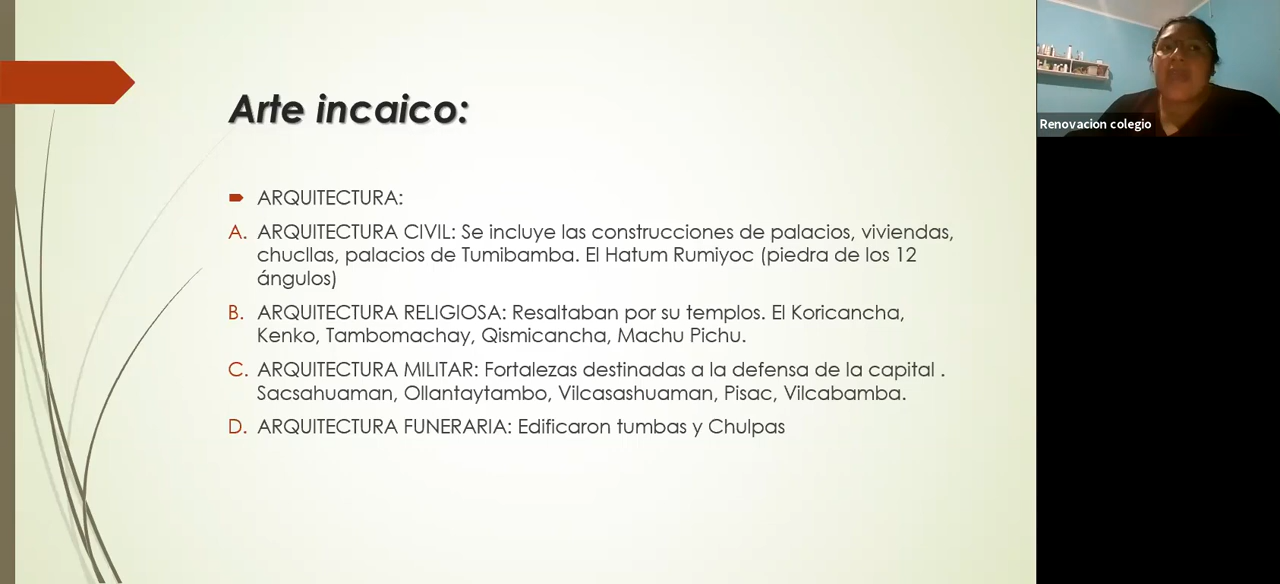 Arte incaico:
ARQUITECTURA:
A. ARQUITECTURA CIVIL: Se incluye las construcciones de palacios, viviendas,
chucllas, palacios de Tumibamba. El Hatum Rumiyoc (piedra de los 12
ángulos)
B. ARQUITECTURA RELIGIOSA: Resaltaban por su templos. El Koricancha,
Kenko, Tambomachay, Qismicancha, Machu Pichu.
C. ARQUITECTURA MILITAR: Fortalezas destinadas a la defensa de la capital .
Sacsahuaman, Ollantaytambo, Vilcasashuaman, Pisac, Vilcabamba.
D. ARQUITECTURA FUNERARIA: Edificaron tumbas y Chulpas
Renovacion colegio